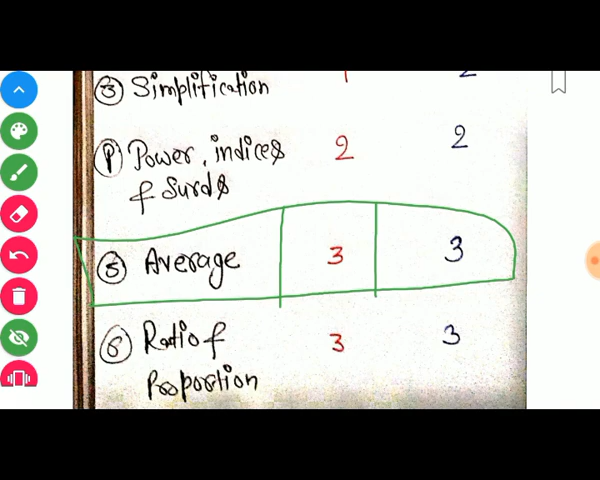 ③ Simplification
④ Power, indices 2 2
& Surds
⑤ Average 3 3
⑥ Ratio & 3 3
Proportion